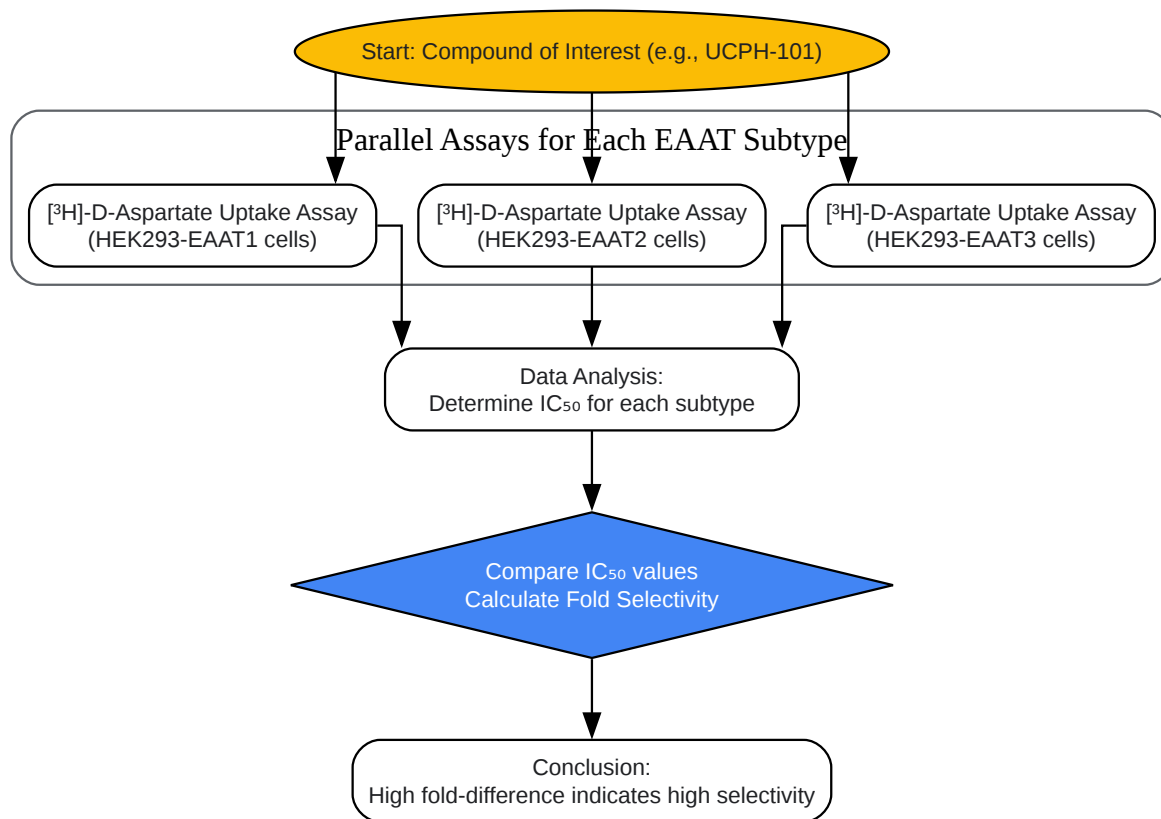 Start: Compound of Interest (e.g., UCPH-101)
Parallel Assays for Each EAAT Subtype
[³H]-D-Aspartate Uptake Assay
(HEK293-EAAT1 cells)
[³H]-D-Aspartate Uptake Assay
(HEK293-EAAT2 cells)
[³H]-D-Aspartate Uptake Assay
(HEK293-EAAT3 cells)
Data Analysis:
Determine IC₅₀ for each subtype
Compare IC₅₀ values
Calculate Fold Selectivity
Conclusion:
High fold-difference indicates high selectivity